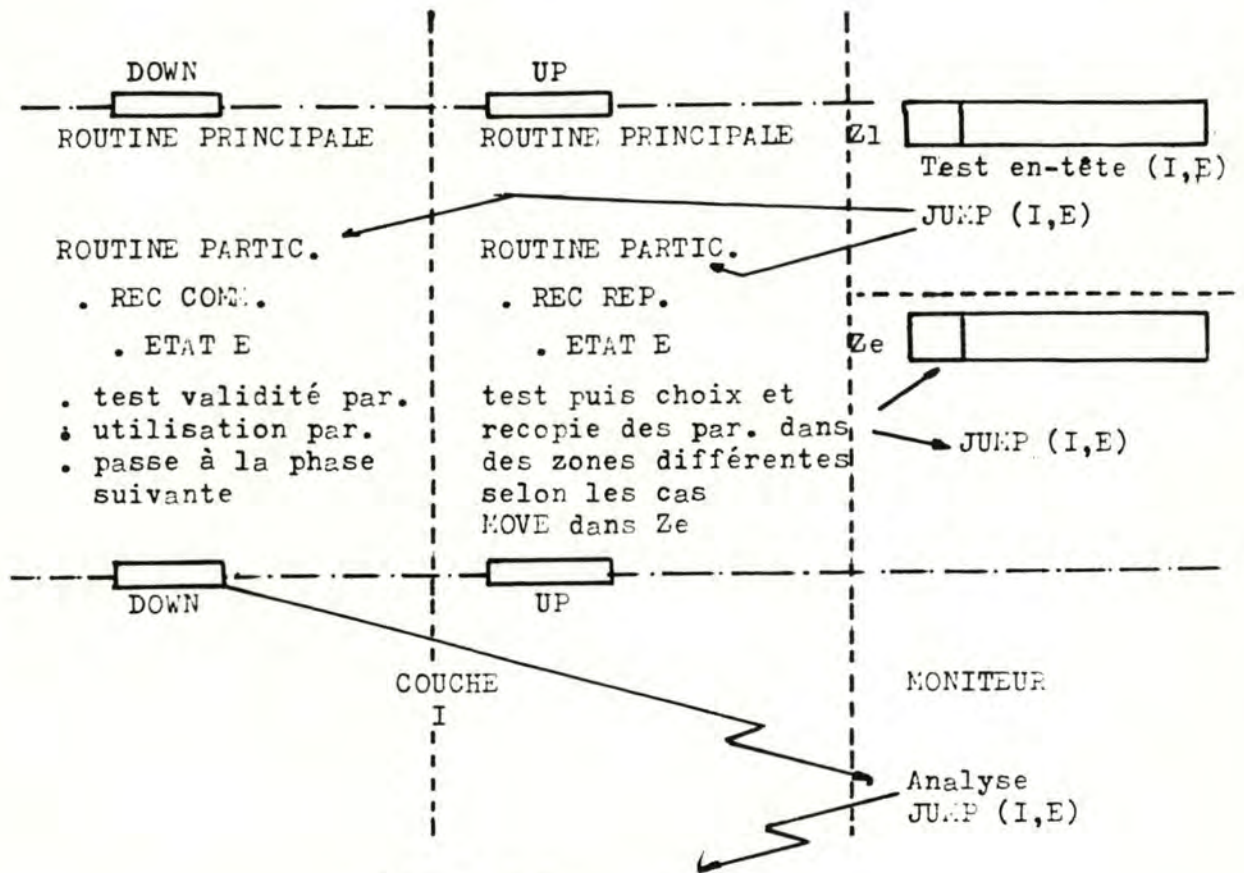 DOWN
ROUTINE PRINCIPALE
ROUTINE PARTIC.
. REC COMM.
. ETAT E
. test validité par.
. utilisation par.
. passe à la phase
suivante
DOWN
UP
ROUTINE PRINCIPALE
ROUTINE PARTIC.
. REC REP.
. ETAT E
test puis choix et
recopie des par. dans
des zones différentes
selon les cas
MOVE dans Ze
UP
COUCHE
I
Z1
Test en-tête (I,E)
JUMP (I,E)
Ze
JUMP (I,E)
MONITEUR
Analyse
JUMP (I,E)